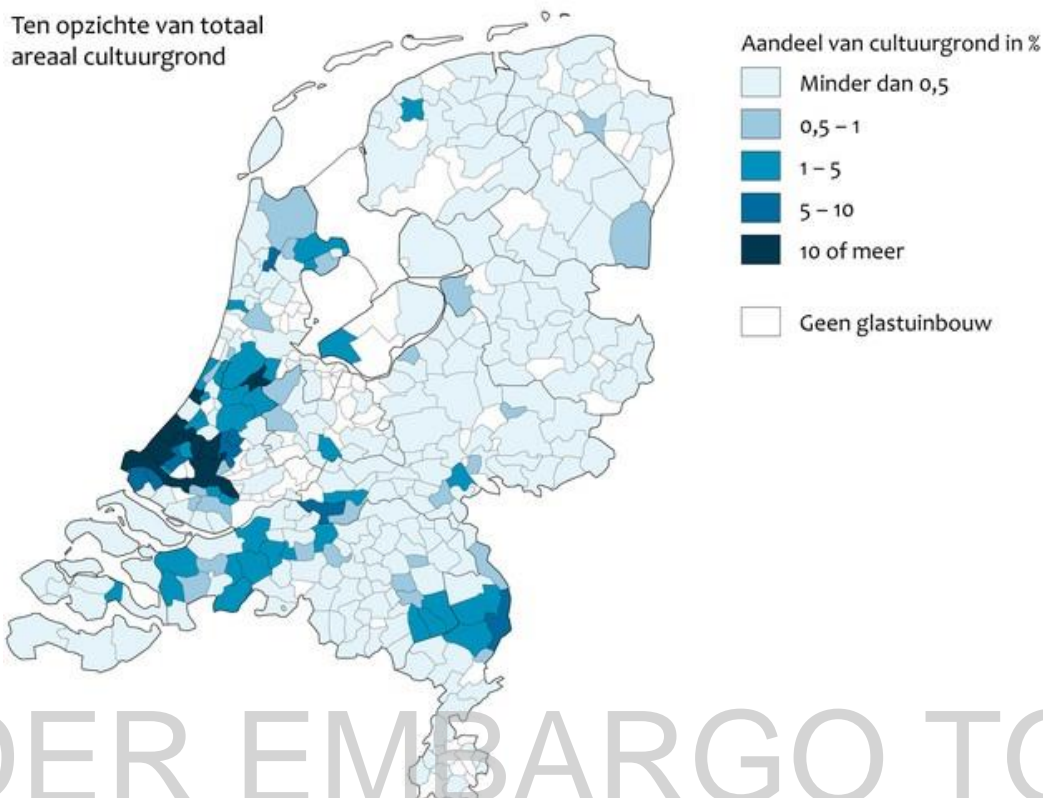 Ten opzichte van totaal
areaal cultuurgrond
Aandeel van cultuurgrond in %
Minder dan 0,5
0,5 – 1
1 – 5
5 – 10
10 of meer
Geen glastuinbouw
DER EMBARGO TO